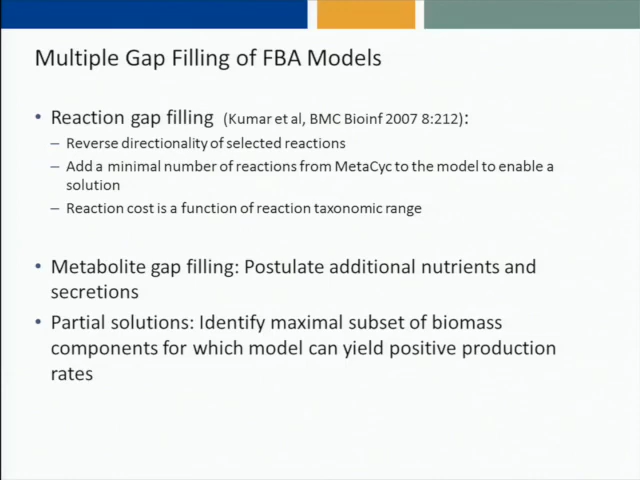 Multiple Gap Filling of FBA Models
• Reaction gap filling (Kumar et al, BMC Bioinf 2007 8:212):
– Reverse directionality of selected reactions
– Add a minimal number of reactions from MetaCyc to the model to enable a
solution
– Reaction cost is a function of reaction taxonomic range
• Metabolite gap filling: Postulate additional nutrients and
secretions
• Partial solutions: Identify maximal subset of biomass
components for which model can yield positive production
rates